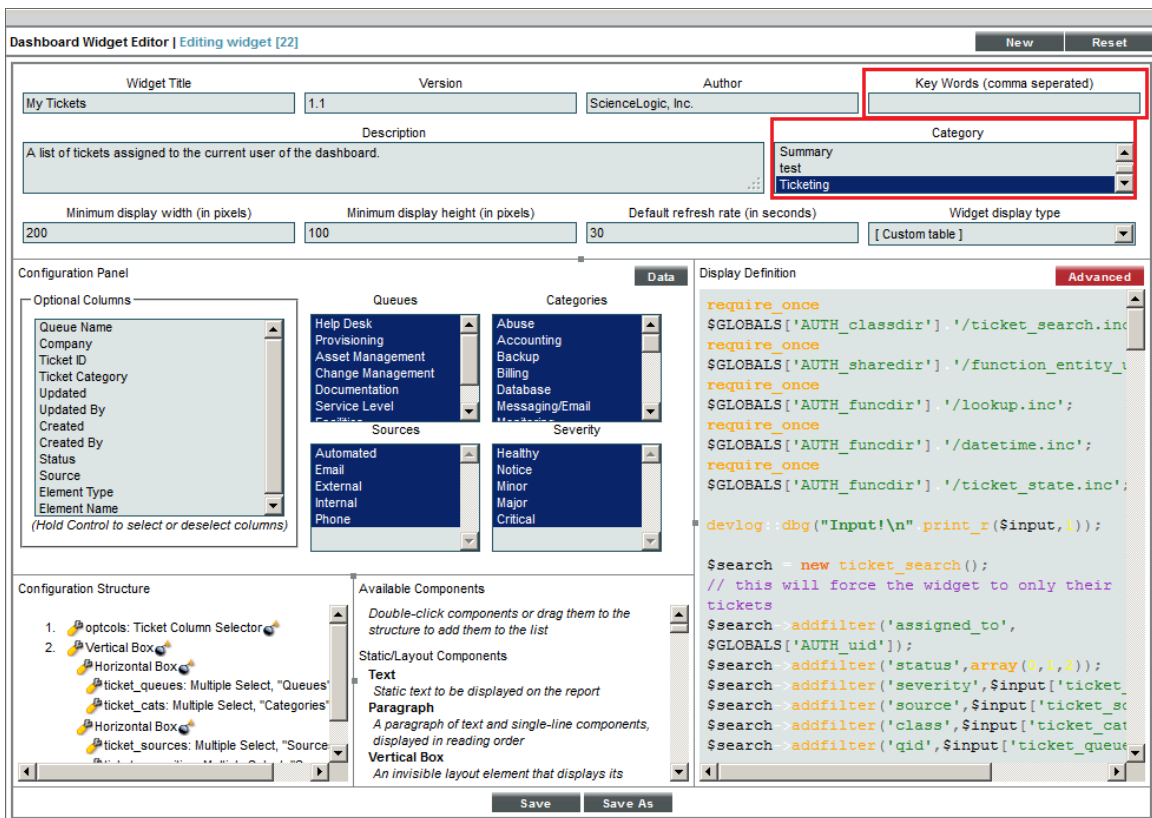 Dashboard Widget Editor | Editing widget [22]
New
Reset
Widget Title
Version
Author
Key Words (comma seperated)
My Tickets
1.1
ScienceLogic, Inc.
Description
Category
A list of tickets assigned to the current user of the dashboard.
Summary
test
Ticketing
Minimum display width (in pixels)
Minimum display height (in pixels)
Default refresh rate (in seconds)
Widget display type
200
100
30
[ Custom table ]
Configuration Panel
Data
Optional Columns
Queue Name
Company
Ticket ID
Ticket Category
Updated
Updated By
Created
Created By
Status
Source
Element Type
Element Name
(Hold Control to select or deselect columns)
Queues
Help Desk
Provisioning
Asset Management
Change Management
Documentation
Service Level
Categories
Abuse
Accounting
Backup
Billing
Database
Messaging/Email
Sources
Automated
Email
External
Internal
Phone
Severity
Healthy
Notice
Minor
Major
Critical
Display Definition
Advanced
require_once
$GLOBALS['AUTH_classdir'].'/ticket_search.inc
require_once
$GLOBALS['AUTH_sharedir'].'/function_entity_u
require_once
$GLOBALS['AUTH_funcdir'].'/lookup.inc';
require_once
$GLOBALS['AUTH_funcdir'].'/datetime.inc';
require_once
$GLOBALS['AUTH_funcdir'].'/ticket_state.inc';
devlog::dbg("Input!\n".print_r($input,1));
$search = new ticket_search();
// this will force the widget to only their
tickets
$search->addfilter('assigned_to',
$GLOBALS['AUTH_uid']);
$search->addfilter('status',array(0,1,2));
$search->addfilter('severity',$input['ticket_
$search->addfilter('source',$input['ticket_so
$search->addfilter('class',$input['ticket_cat
$search->addfilter('qid',$input['ticket_queue
Configuration Structure
1. optcols: Ticket Column Selector
2. Vertical Box
Horizontal Box
ticket_queues: Multiple Select, "Queues"
ticket_cats: Multiple Select, "Categories"
Horizontal Box
ticket_sources: Multiple Select, "Source
Available Components
Double-click components or drag them to the
structure to add them to the list
Static/Layout Components
Text
Static text to be displayed on the report
Paragraph
A paragraph of text and single-line components,
displayed in reading order
Vertical Box
An invisible layout element that displays its
Save
Save As